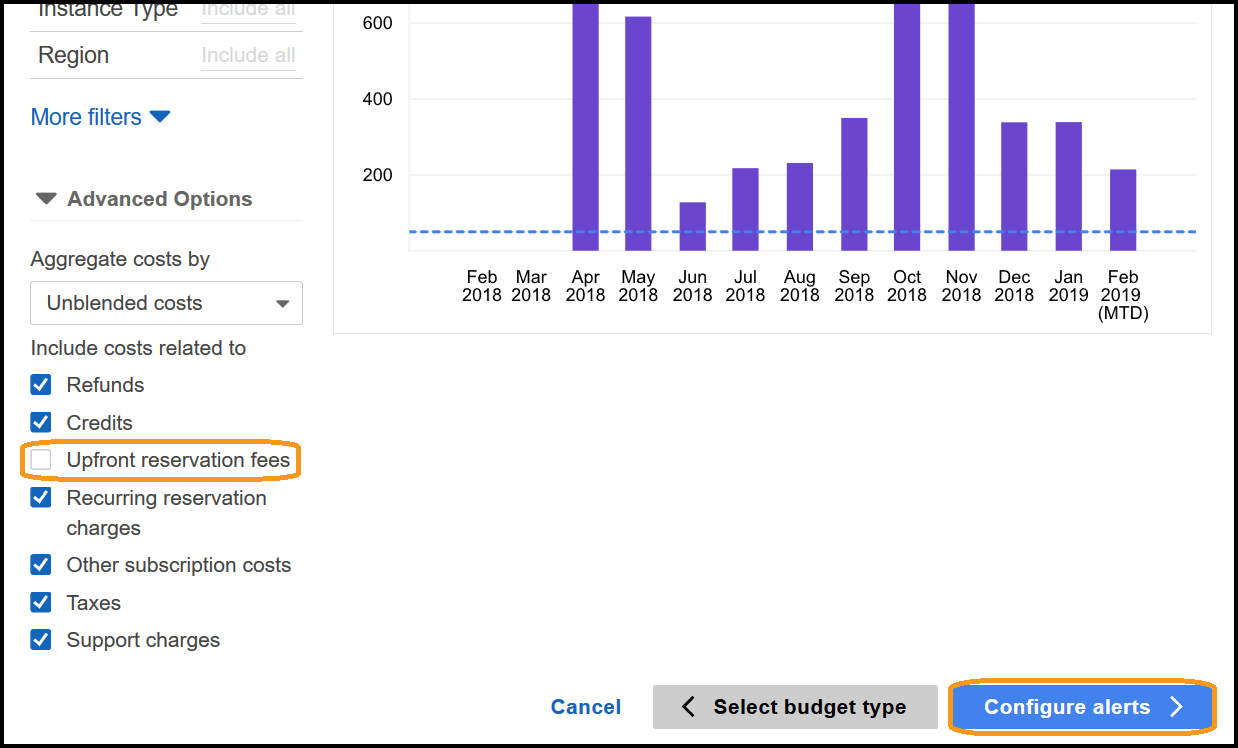 Instance Type Include all
Region Include all
More filters
Advanced Options
Aggregate costs by
Unblended costs
Include costs related to
Refunds
Credits
Upfront reservation fees
Recurring reservation
charges
Other subscription costs
Taxes
Support charges
600
400
200
Feb Mar Apr May Jun Jul Aug Sep Oct Nov Dec Jan Feb
2018 2018 2018 2018 2018 2018 2018 2018 2018 2018 2018 2019 2019
(MTD)
Cancel
Select budget type
Configure alerts